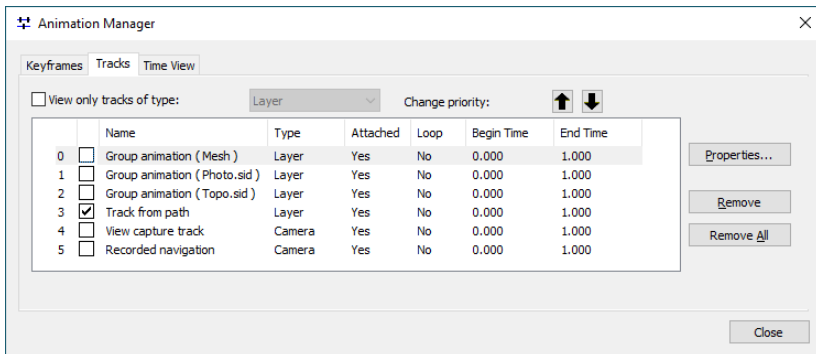 Animation Manager
Keyframes Tracks Time View
View only tracks of type: Layer Change priority:
Name Type Attached Loop Begin Time End Time
0 Group animation ( Mesh ) Layer Yes No 0.000 1.000
Properties...
1 Group animation ( Photo.sid ) Layer Yes No 0.000 1.000
2 Group animation ( Topo.sid ) Layer Yes No 0.000 1.000
Remove
3 Track from path Layer Yes No 0.000 1.000
4 View capture track Camera Yes No 0.000 1.000
Remove All
5 Recorded navigation Camera Yes No 0.000 1.000
Close